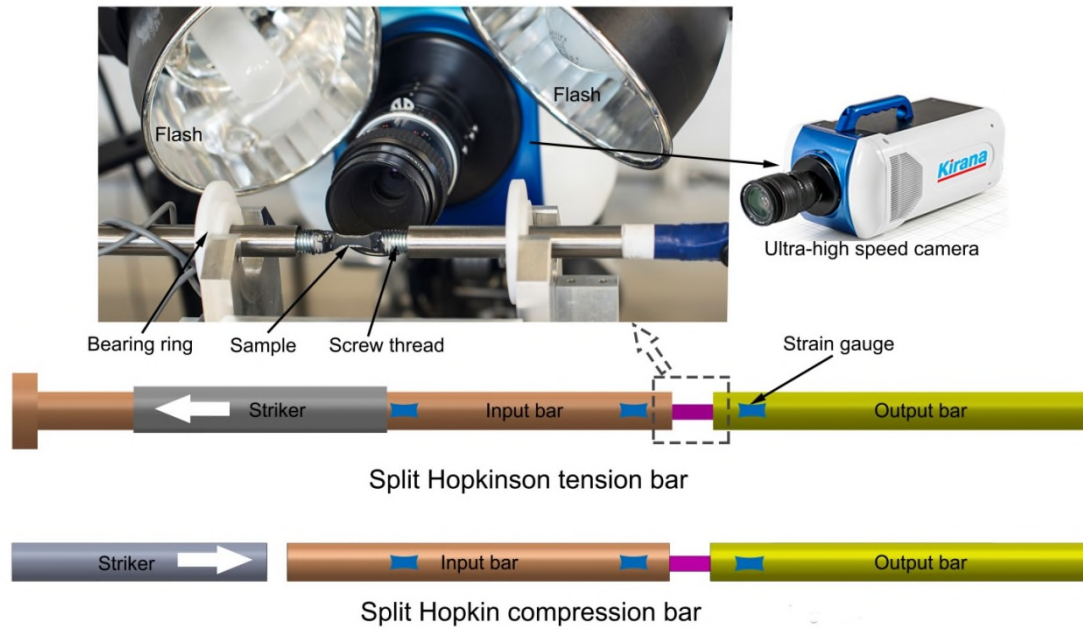 Flash
Flash
Kirana
Ultra-high speed camera
Bearing ring
Sample
Screw thread
Strain gauge
Striker
Input bar
Output bar
Split Hopkinson tension bar
Striker
Input bar
Output bar
Split Hopkin compression bar